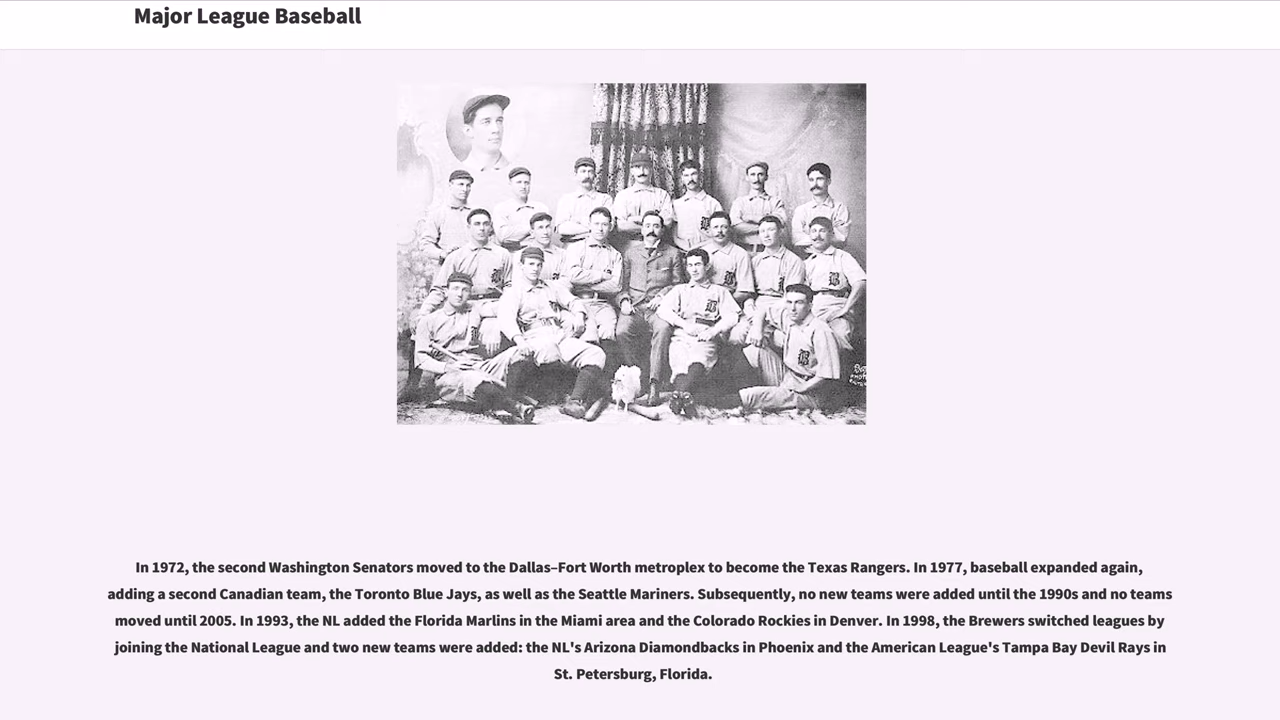 Major League Baseball
In 1972, the second Washington Senators moved to the Dallas–Fort Worth metroplex to become the Texas Rangers. In 1977, baseball expanded again,
adding a second Canadian team, the Toronto Blue Jays, as well as the Seattle Mariners. Subsequently, no new teams were added until the 1990s and no teams
moved until 2005. In 1993, the NL added the Florida Marlins in the Miami area and the Colorado Rockies in Denver. In 1998, the Brewers switched leagues by
joining the National League and two new teams were added: the NL's Arizona Diamondbacks in Phoenix and the American League's Tampa Bay Devil Rays in
St. Petersburg, Florida.